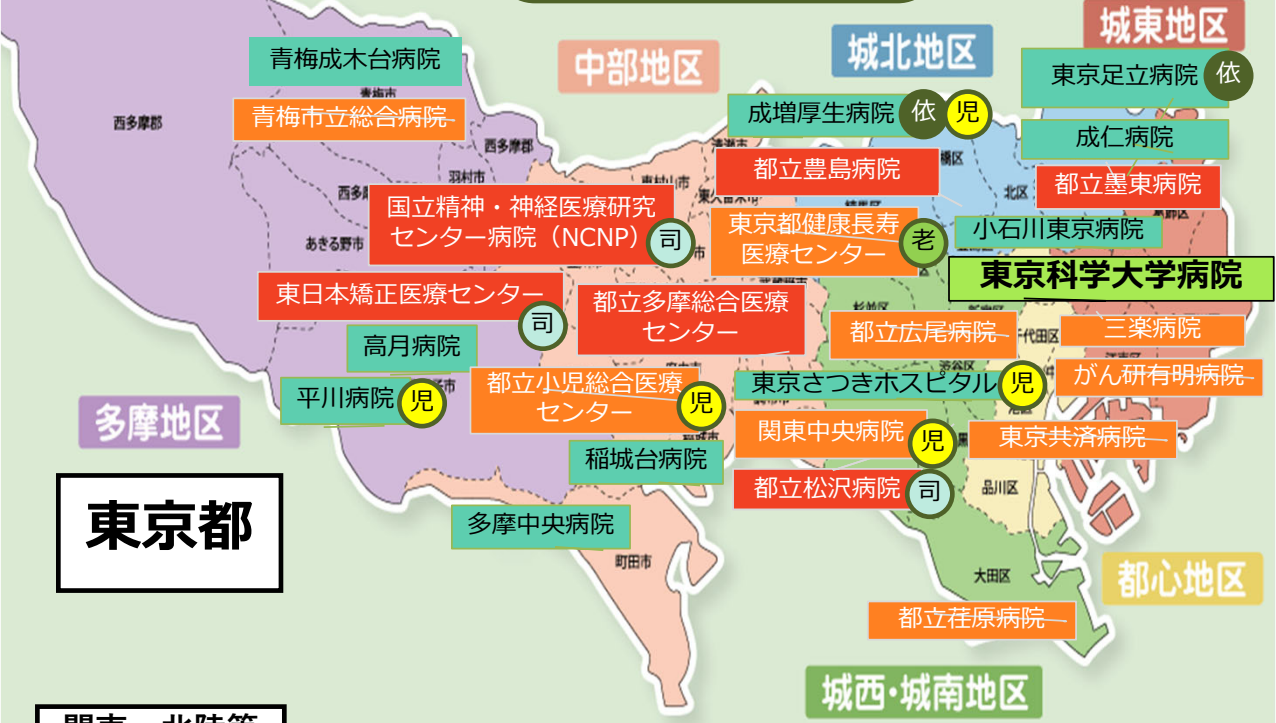 城東地区
城北地区
中部地区
青梅成木台病院
東京足立病院
依
青梅市
青梅市立総合病院
成増厚生病院
依
児
西多摩郡
成仁病院
西多摩郡
都立豊島病院
橋区
羽村市
東村山市
都立墨東病院
北区
国立精神・神経医療研究
センター病院（NCNP）
司
東京都健康長寿
医療センター
老
小石川東京病院
あきる野市
東京科学大学病院
東日本矯正医療センター
司
都立多摩総合医療
センター
杉並区
都立広尾病院
千代田区
三楽病院
高月病院
平川病院
児
都立小児総合医療
センター
児
東京さつきホスピタル
児
がん研有明病院
多摩地区
関東中央病院
児
東京共済病院
稲城市
稲城台病院
都立松沢病院
司
品川区
東京都
多摩中央病院
町田市
大田区
都心地区
都立荏原病院
城西・城南地区